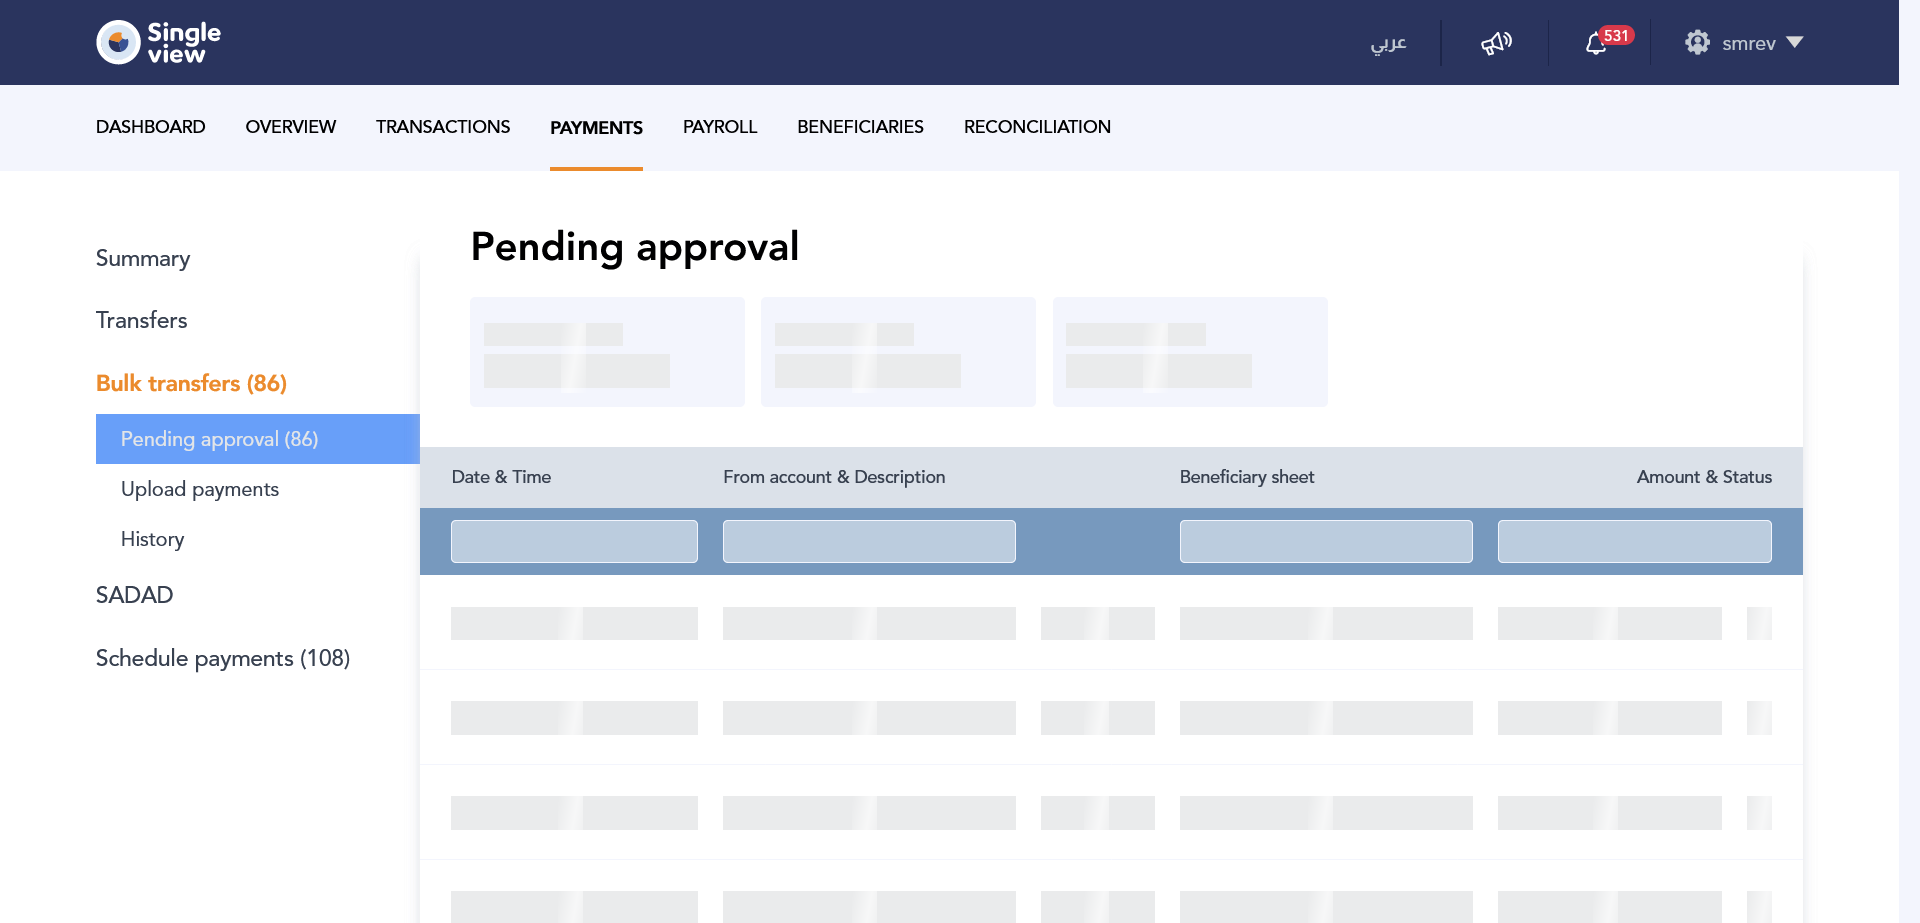 Single
view
عربي
531
smrev
DASHBOARD
OVERVIEW
TRANSACTIONS
PAYMENTS
PAYROLL
BENEFICIARIES
RECONCILIATION
Summary
Transfers
Bulk transfers (86)
Pending approval (86)
Upload payments
History
SADAD
Schedule payments (108)
Pending approval
Date & Time
From account & Description
Beneficiary sheet
Amount & Status